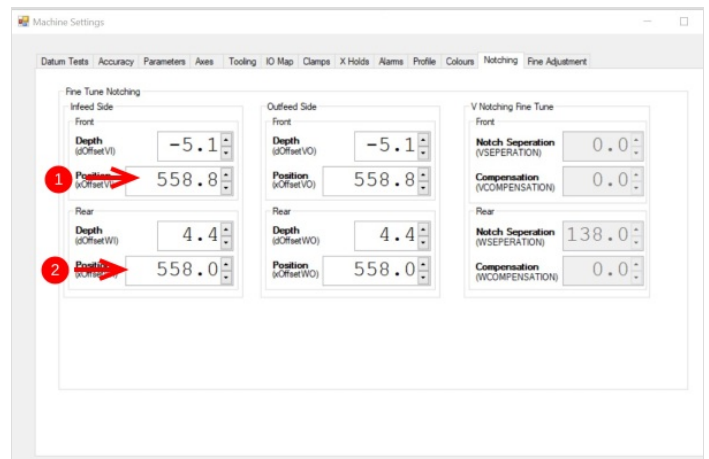 Machine Settings
Datum Tests Accuracy Parameters Axes Tooling IO Map Clamps X Holds Alarms Profile Colours Notching Fine Adjustment
Fine Tune Notching
Infeed Side
Front
Depth
(dOffsetVI)
-5.1
1
Position
558.8
Rear
Depth
(dOffsetWI)
4.4
2
558.0
Outfeed Side
Front
Depth
(dOffsetVO)
-5.1
Position
(xOffsetVO)
558.8
Rear
Depth
(dOffsetWO)
4.4
Position
(xOffsetWO)
558.0
V Notching Fine Tune
Front
Notch Seperation
(VSEPERATION)
0.0
Compensation
(VCOMPENSATION)
0.0
Rear
Notch Seperation
(WSEPERATION)
138.0
Compensation
(WCOMPENSATION)
0.0